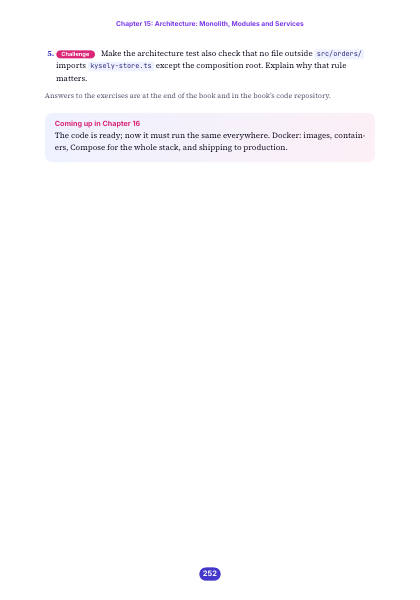 Chapter 15: Architecture: Monolith, Modules and Services
5. Challenge Make the architecture test also check that no file outside src/orders/
imports kysely-store.ts except the composition root. Explain why that rule
matters.
Answers to the exercises are at the end of the book and in the book's code repository.
Coming up in Chapter 16
The code is ready; now it must run the same everywhere. Docker: images, contain-
ers, Compose for the whole stack, and shipping to production.
252